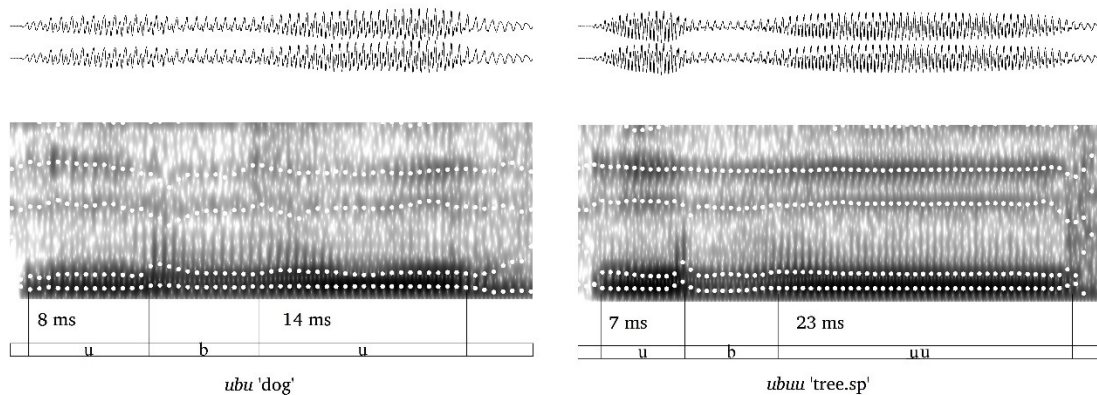 8 ms 14 ms
u b u
ubu 'dog'
7 ms 23 ms
u b uu
ubuu 'tree.sp'